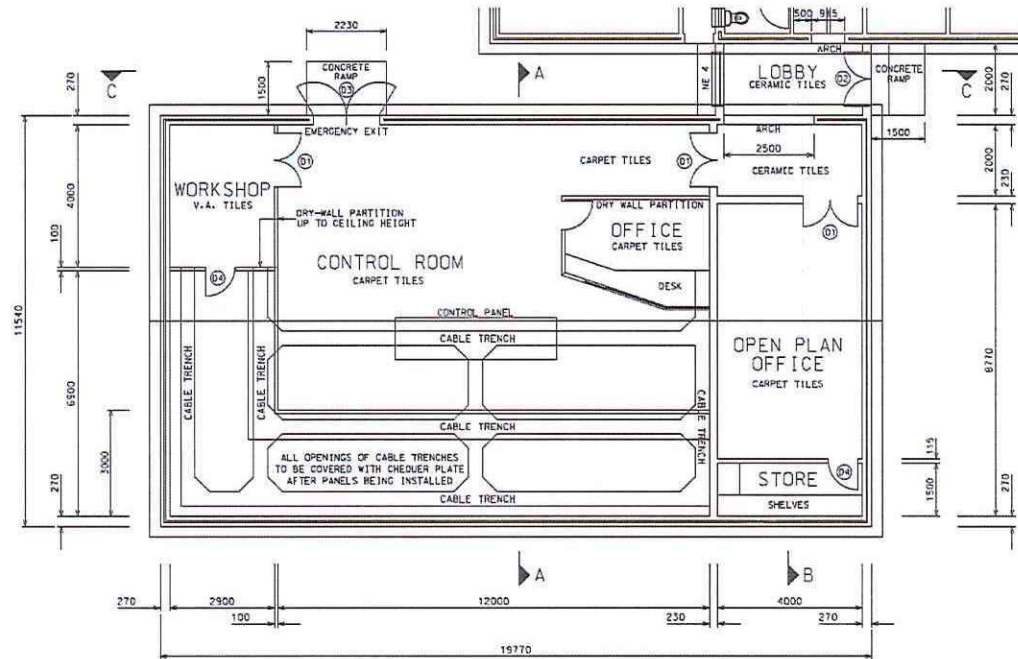 2230
500
915
ARCH
270
C
1500
CONCRETE
RAMP
D3
A
NE 4
LOBBY
CERAMIC TILES
D2
CONCRETE
RAMP
2000
270
C
EMERGENCY EXIT
ARCH
1500
4000
D1
CARPET TILES
D1
2500
CERAMIC TILES
2000
230
WORKSHOP
V.A. TILES
DRY-WALL PARTITION
UP TO CEILING HEIGHT
DRY WALL PARTITION
OFFICE
CARPET TILES
D1
100
CONTROL ROOM
CARPET TILES
D4
DESK
11540
CONTROL PANEL
CABLE TRENCH
OPEN PLAN
OFFICE
CARPET TILES
8770
6900
CABLE TRENCH
CABLE TRENCH
CABLE TRENCH
CABLE TRENCH
3000
ALL OPENINGS OF CABLE TRENCHES
TO BE COVERED WITH CHEQUER PLATE
AFTER PANELS BEING INSTALLED
115
STORE
D4
1500
270
270
CABLE TRENCH
SHELVES
A
B
270
2900
12000
4000
100
230
270
19770